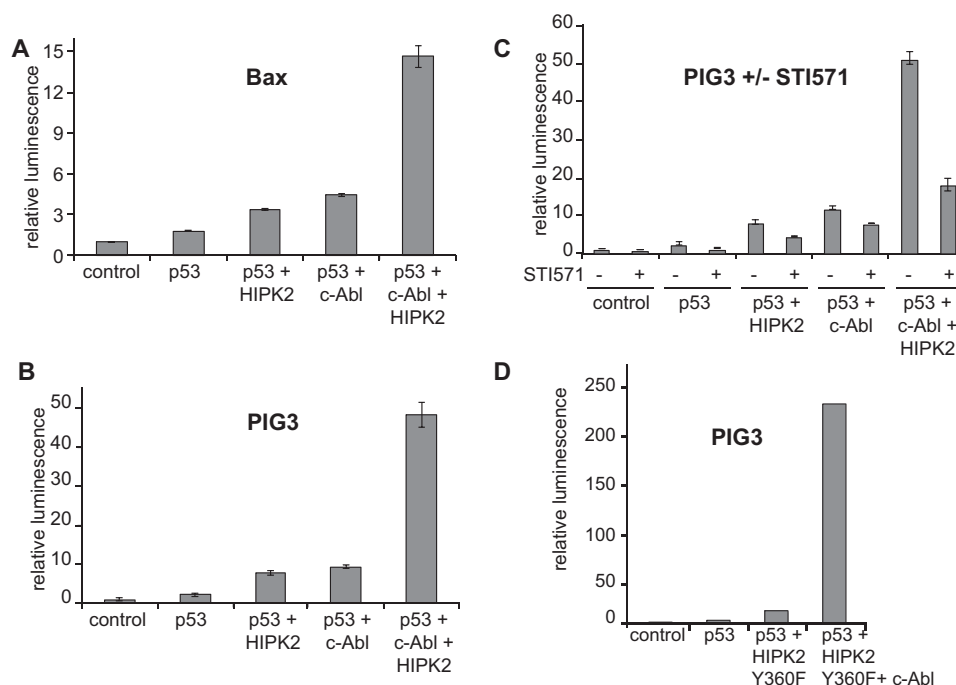 A
relative luminescence
15
12
9
6
3
0
Bax
control
p53
p53 +
HIPK2
p53 +
c-Abl
p53 +
c-Abl +
HIPK2
B
relative luminescence
50
40
30
20
10
0
PIG3
control
p53
p53 +
HIPK2
p53 +
c-Abl
p53 +
c-Abl +
HIPK2
C
relative luminescence
60
50
40
30
20
10
0
PIG3 +/- STI571
STI571 - + - + - + - + - +
control
p53
p53 +
HIPK2
p53 +
c-Abl
p53 +
c-Abl +
HIPK2
D
relative luminescence
250
200
150
100
50
0
PIG3
control
p53
p53 +
HIPK2
Y360F
p53 +
HIPK2
Y360F+ c-Abl